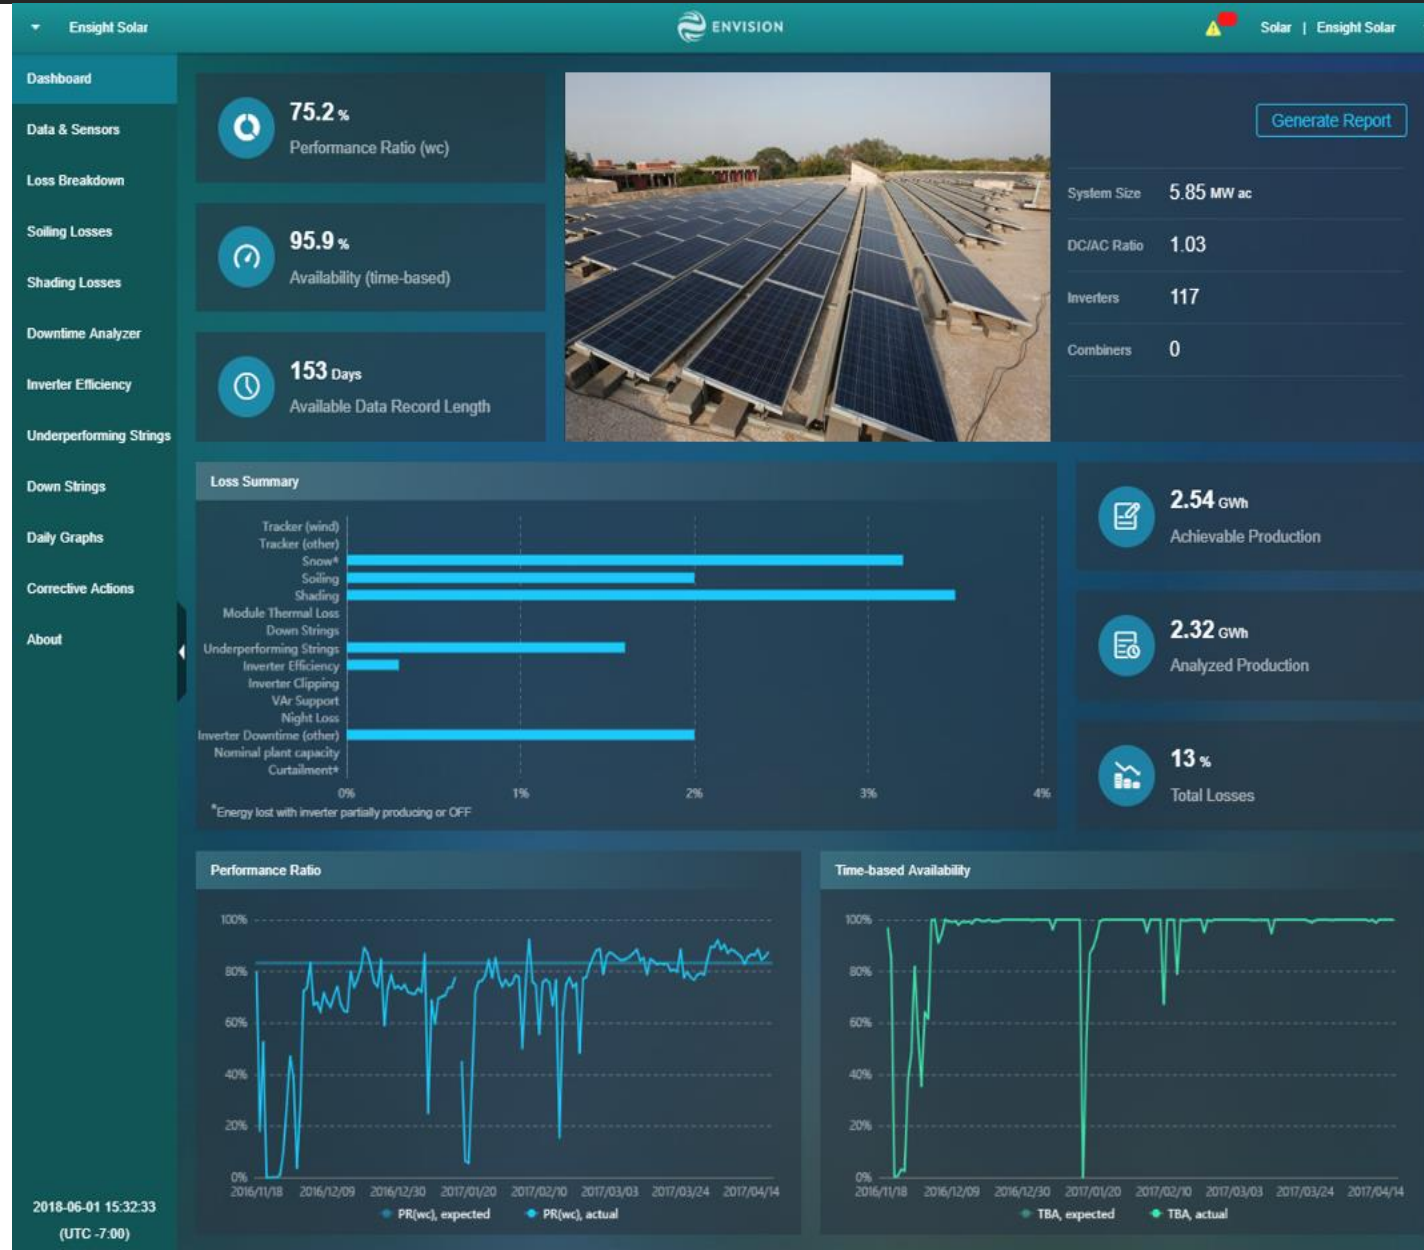 Ensight Solar
ENVISION
Solar | Ensight Solar
Dashboard
Data & Sensors
Loss Breakdown
Soiling Losses
Shading Losses
Downtime Analyzer
Inverter Efficiency
Underperforming Strings
Down Strings
Daily Graphs
Corrective Actions
About
2018-06-01 15:32:33
(UTC -7:00)
75.2 %
Performance Ratio (wc)
95.9 %
Availability (time-based)
153 Days
Available Data Record Length
Generate Report
System Size 5.85 MW ac
DC/AC Ratio 1.03
Inverters 117
Combiners 0
Loss Summary
Tracker (wind)
Tracker (other)
Snow*
Soiling
Shading
Module Thermal Loss
Down Strings
Underperforming Strings
Inverter Efficiency
Inverter Clipping
VAr Support
Night Loss
Inverter Downtime (other)
Nominal plant capacity
Curtailment*
0% 1% 2% 3% 4%
*Energy lost with inverter partially producing or OFF
2.54 GWh
Achievable Production
2.32 GWh
Analyzed Production
13 %
Total Losses
Performance Ratio
100%
80%
60%
40%
20%
0%
2016/11/18 2016/12/09 2016/12/30 2017/01/20 2017/02/10 2017/03/03 2017/03/24 2017/04/14
PR(wc), expected PR(wc), actual
Time-based Availability
100%
80%
60%
40%
20%
0%
2016/11/18 2016/12/09 2016/12/30 2017/01/20 2017/02/10 2017/03/03 2017/03/24 2017/04/14
TBA, expected TBA, actual